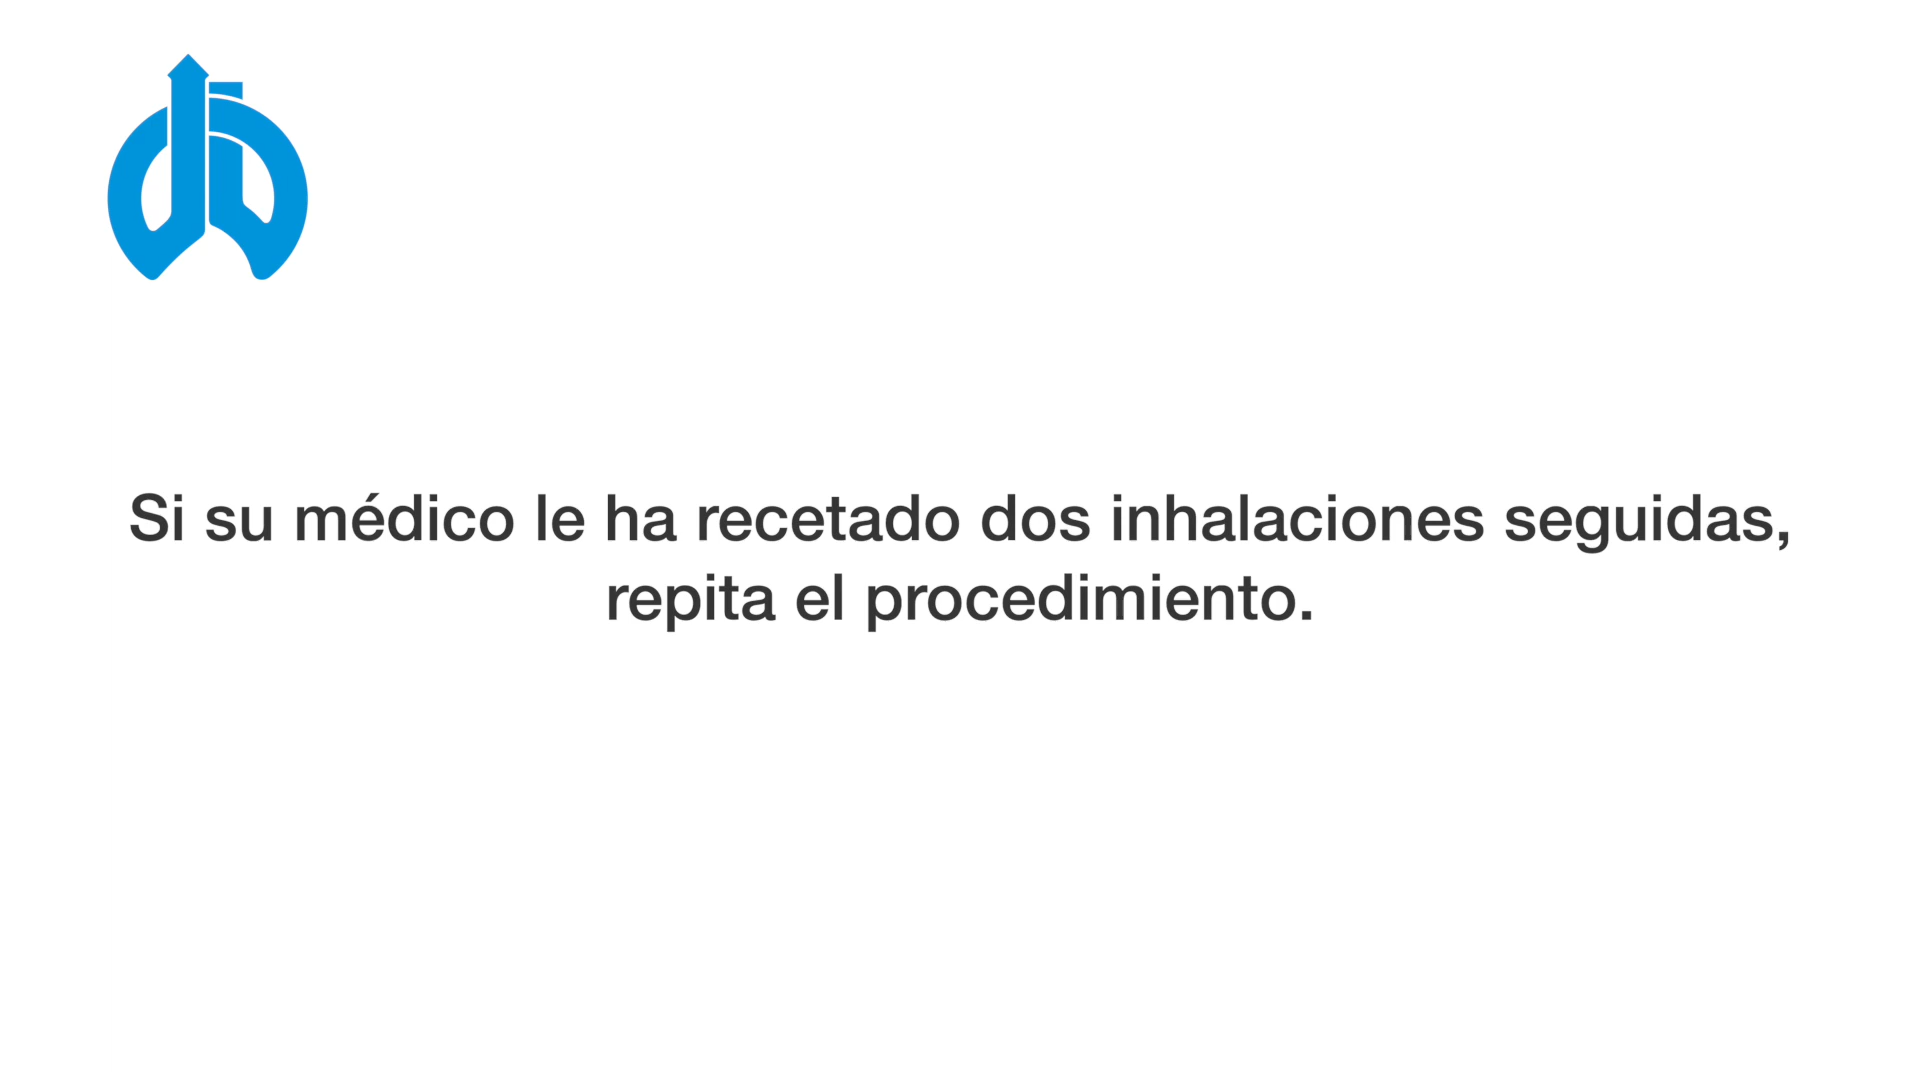 Si su médico le ha recetado dos inhalaciones seguidas,
repita el procedimiento.